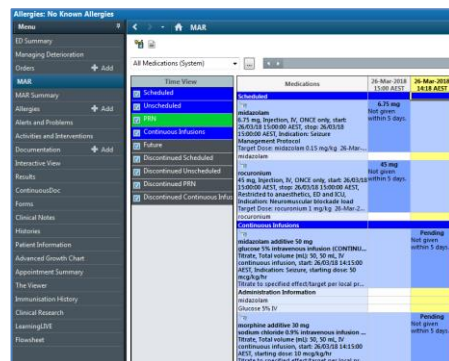 Allergies: No Known Allergies
Menu
MAR
ED Summary
Managing Deterioration
Orders + Add
MAR
MAR Summary
Allergies + Add
Alerts and Problems
Activities and Interventions
Documentation + Add
Interactive View
Results
ContinuousDoc
Forms
Clinical Notes
Histories
Patient Information
Advanced Growth Chart
Appointment Summary
The Viewer
Immunisation History
Clinical Research
LearningLIVE
Flowsheet
All Medications (System)
Time View
Scheduled
Unscheduled
PRN
Continuous Infusions
Future
Discontinued Scheduled
Discontinued Unscheduled
Discontinued PRN
Discontinued Continuous Infus
Medications
26-Mar-2018
15:00 AEST
26-Mar-2018
14:18 AEST
Scheduled
midazolam
6.75 mg, Injection, IV, ONCE only, start:
26/03/18 15:00:00 AEST, stop: 26/03/18
15:00:00 AEST, Indication: Seizure
Management Protocol
Target Dose: midazolam 0.15 mg/kg 26-Mar-...
midazolam
6.75 mg
Not given
within 5 days.
rocuronium
45 mg, Injection, IV, ONCE only, start: 26/03/18
15:00:00 AEST, stop: 26/03/18 15:00:00 AEST,
Restricted to anaesthetics, ED and ICU,
Indication: Neuromuscular blockade load
Target Dose: rocuronium 1 mg/kg 26-Mar-2...
rocuronium
45 mg
Not given
within 5 days.
Continuous Infusions
midazolam additive 50 mg
glucose 5% intravenous infusion (CONTINU...
Titrate, Total volume (mL): 50, 50 mL, IV
continuous infusion, start: 26/03/18 14:15:00
AEST, Indication: Seizure, starting dose: 50
mcg/kg/hr
Titrate to specified effect/target per local pr...
Pending
Not given
within 5 days.
Administration Information
midazolam
Glucose 5% IV
morphine additive 30 mg
sodium chloride 0.9% intravenous infusion ...
Titrate, Total volume (mL): 50, 50 mL, IV
continuous infusion, start: 26/03/18 14:15:00
AEST, starting dose: 10 mcg/kg/hr
Titrate to specified effect/target per local pr...
Pending
Not given
within 5 days.